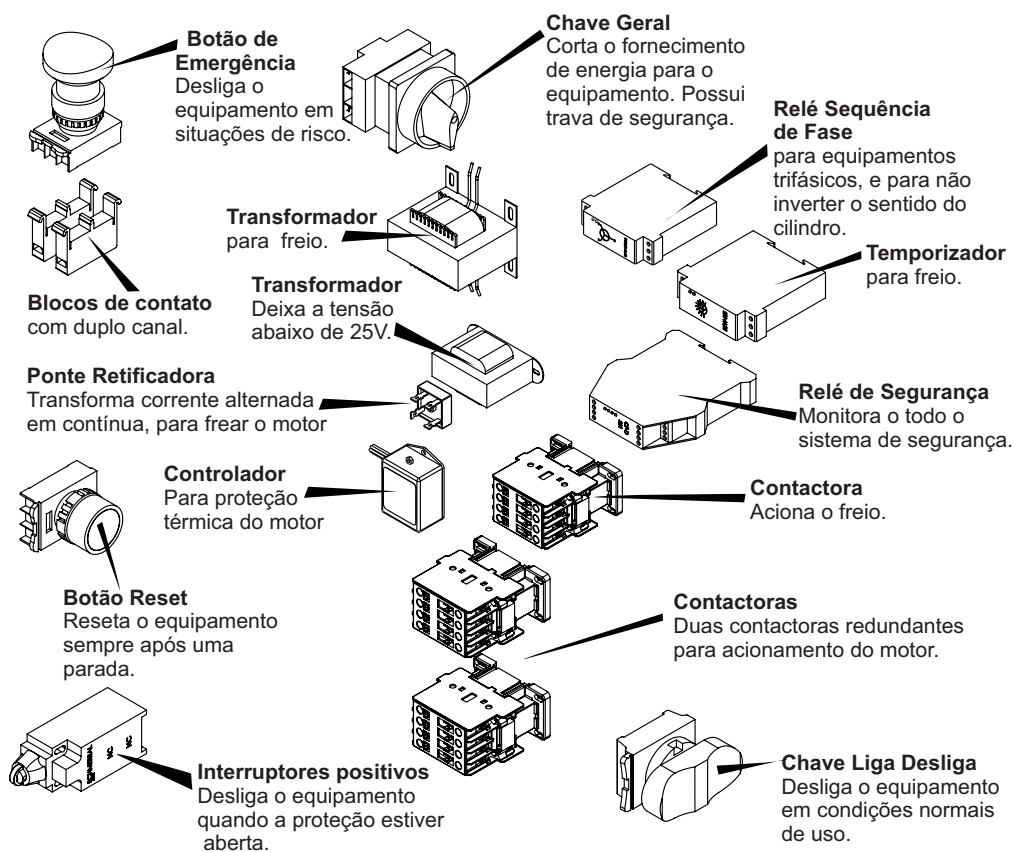 Botão de
Emergência
Desliga o
equipamento em
situações de risco.
Chave Geral
Corta o fornecimento
de energia para o
equipamento. Possui
trava de segurança.
Relé Sequência
de Fase
para equipamentos
trifásicos, e para não
inverter o sentido do
cilindro.
Transformador
para freio.
Temporizador
para freio.
Blocos de contato
com duplo canal.
Transformador
Deixa a tensão
abaixo de 25V.
Ponte Retificadora
Transforma corrente alternada
em contínua, para frear o motor
Relé de Segurança
Monitora o todo o
sistema de segurança.
Controlador
Para proteção
térmica do motor
Contactora
Aciona o freio.
Botão Reset
Reseta o equipamento
sempre após uma
parada.
Contactoras
Duas contactoras redundantes
para acionamento do motor.
NC
NC
Interruptores positivos
Desliga o equipamento
quando a proteção estiver
aberta.
Chave Liga Desliga
Desliga o equipamento
em condições normais
de uso.